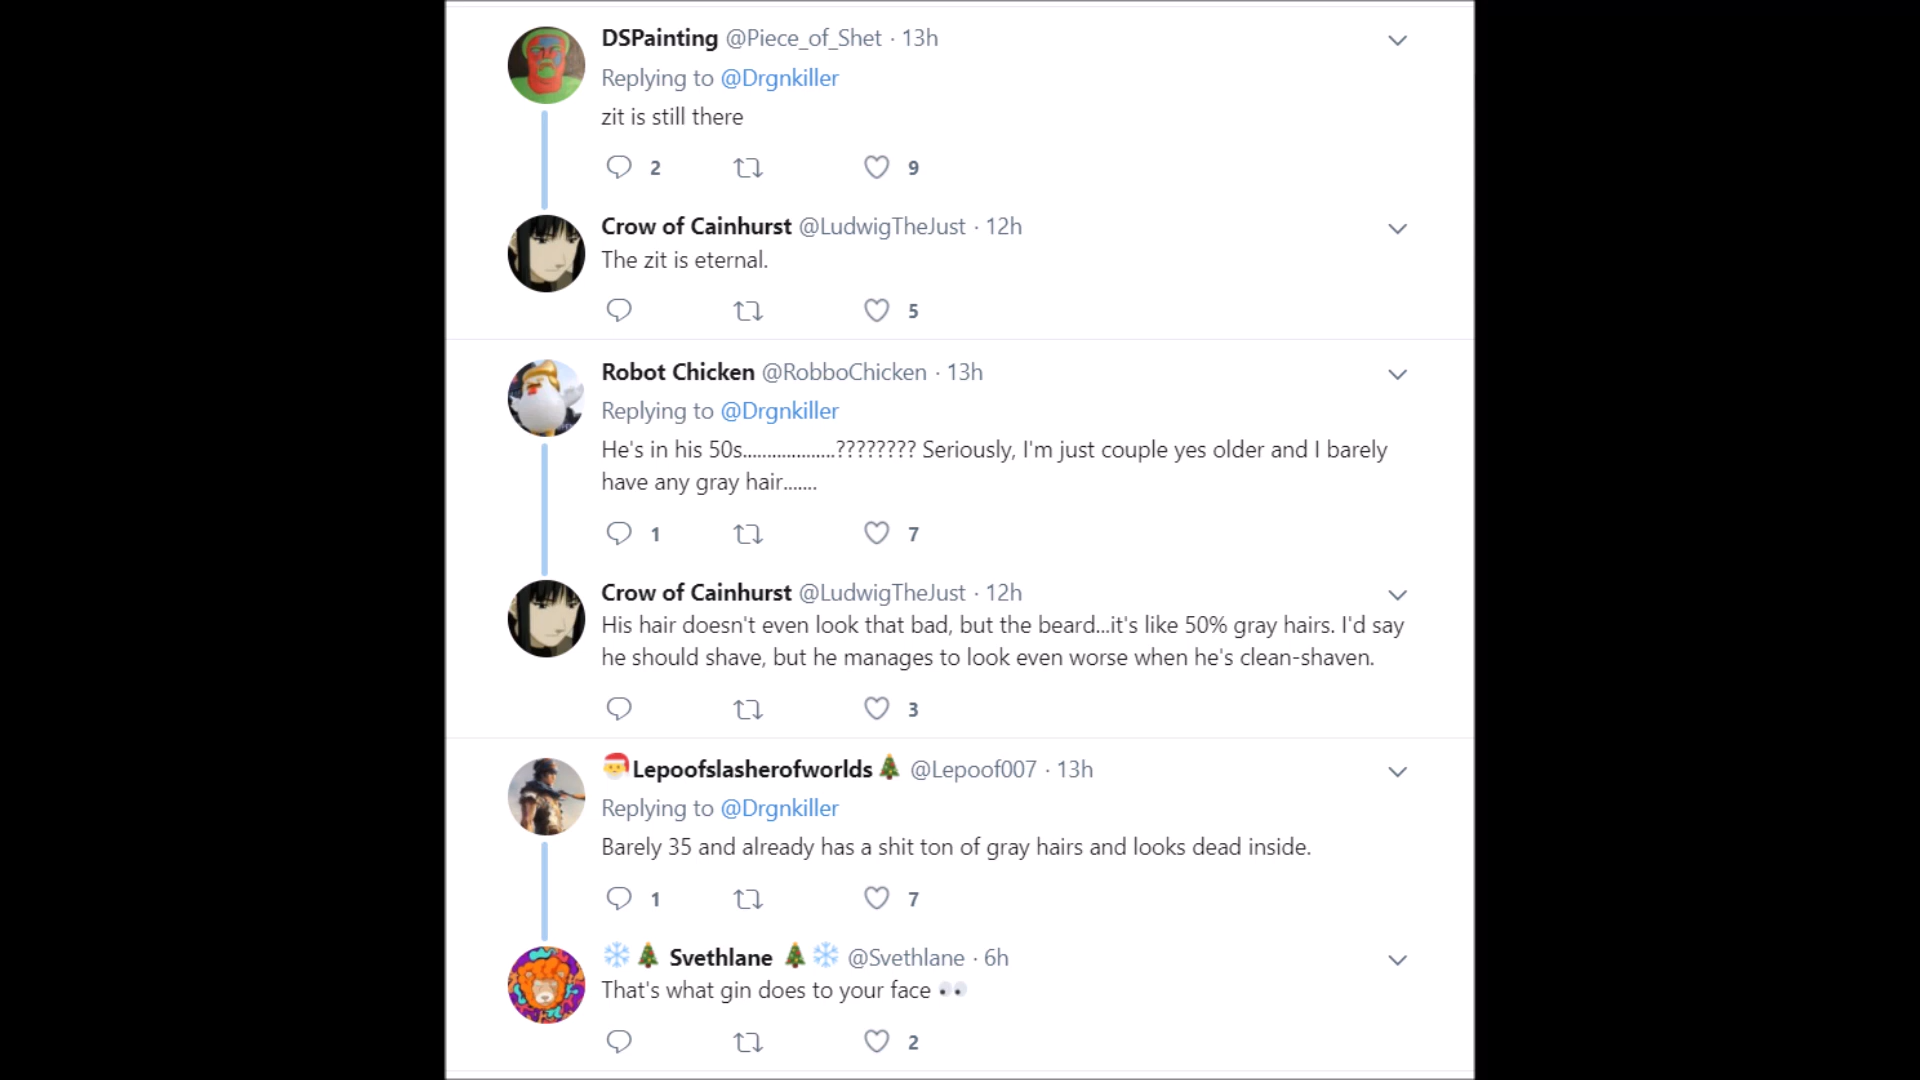 DSPainting @Piece_of_Shet · 13h
Replying to @Drgnkiller
zit is still there
2 9
Crow of Cainhurst @LudwigTheJust · 12h
The zit is eternal.
5
Robot Chicken @RobboChicken · 13h
Replying to @Drgnkiller
He's in his 50s...................???????? Seriously, I'm just couple yes older and I barely
have any gray hair.......
1 7
Crow of Cainhurst @LudwigTheJust · 12h
His hair doesn't even look that bad, but the beard...it's like 50% gray hairs. I'd say
he should shave, but he manages to look even worse when he's clean-shaven.
3
🎅Lepoofslasherofworlds🎄 @Lepoof007 · 13h
Replying to @Drgnkiller
Barely 35 and already has a shit ton of gray hairs and looks dead inside.
1 7
❄️🎄 Svethlane 🎄❄️ @Svethlane · 6h
That's what gin does to your face 👀
2